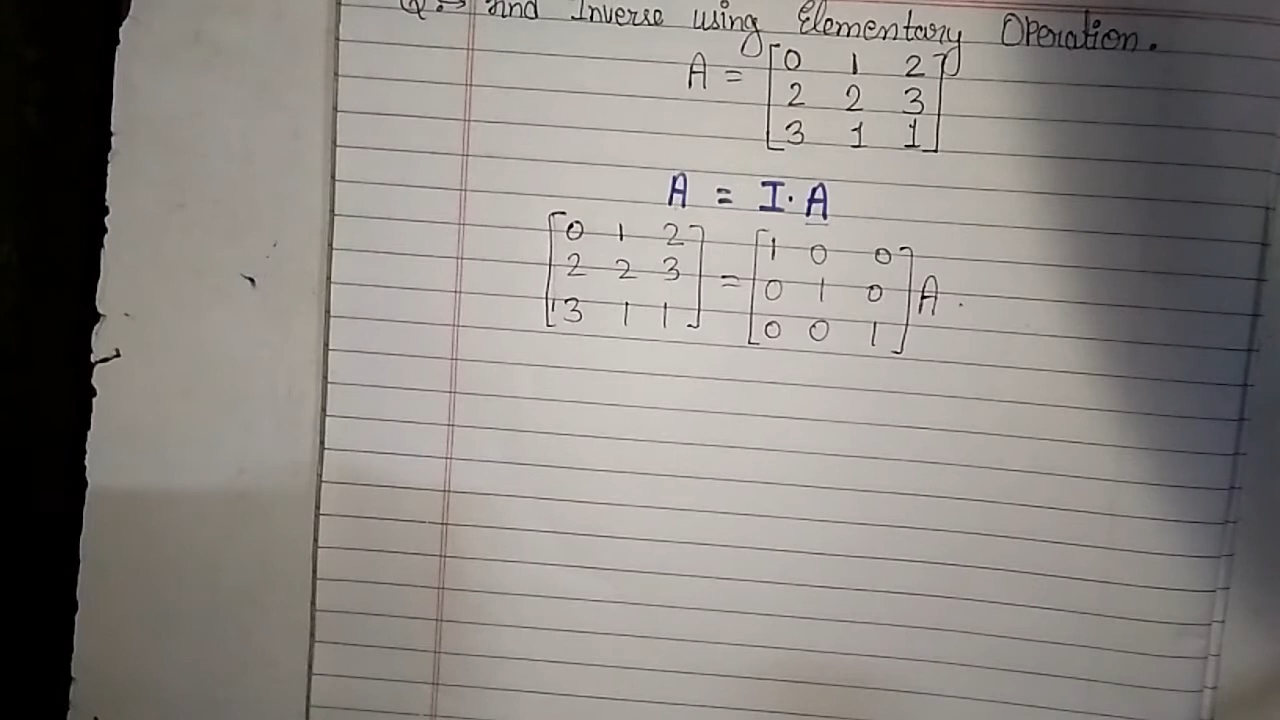 Q.→ Find Inverse using Elementary Operation.
A = [0 1 2
2 2 3
3 1 1]
A = I.A
[0 1 2
2 2 3
3 1 1] = [1 0 0
0 1 0
0 0 1] A.